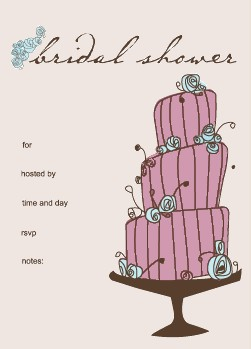 bridal shower
for
hosted by
time and day
rsvp
notes: